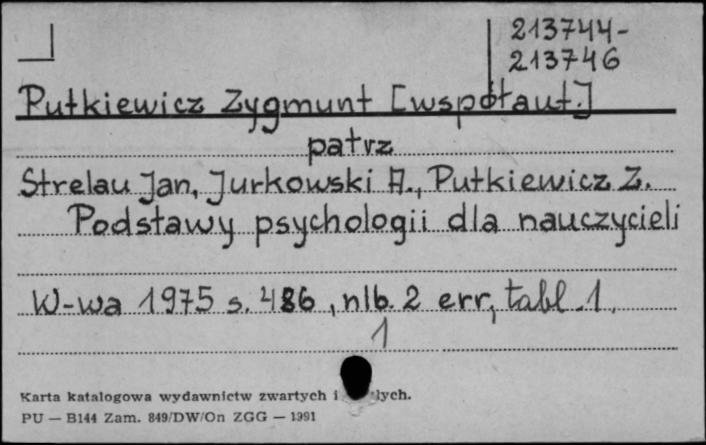 213744-
213746
Putkiewicz Zygmunt [współaut.]
patrz
Strelau Jan, Jurkowski A., Putkiewicz Z.
Podstawy psychologii dla nauczycieli
W-wa 1975 s. 486, nlb. 2 err, tabl. 1.
1
Karta katalogowa wydawnictw zwartych i
PU — B144 Zam. 849/DW/On ZGG — 1991